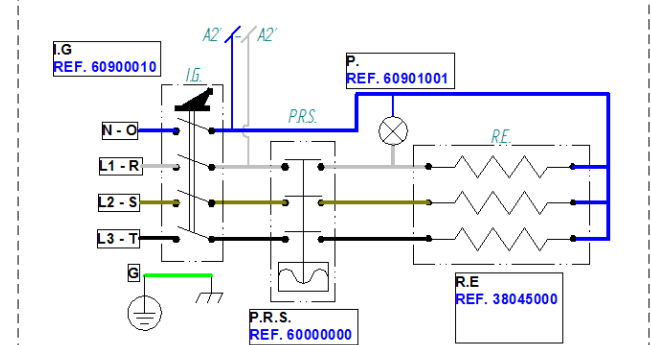 A2' A2'
I.G
REF. 60900010
I.G.
P.
REF. 60901001
P.R.S.
R.E.
N - O
L1 - R
L2 - S
L3 - T
G
R.E
REF. 38045000
P.R.S.
REF. 60000000